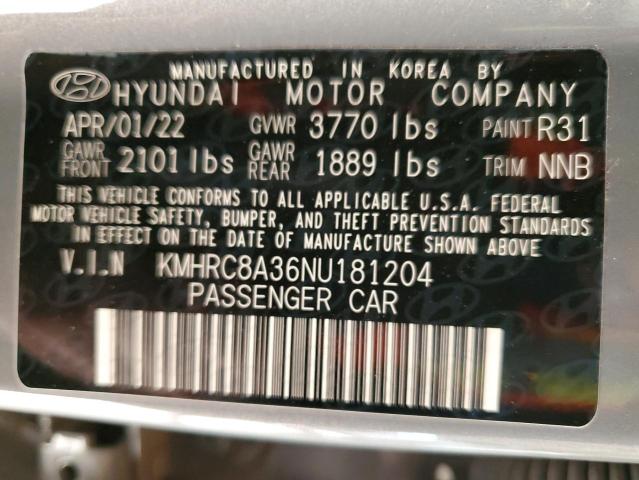 MANUFACTURED IN KOREA BY
HYUNDAI MOTOR COMPANY
APR/01/22 GVWR 3770 lbs PAINT R31
GAWR FRONT 2101 lbs GAWR REAR 1889 lbs TRIM NNB
THIS VEHICLE CONFORMS TO ALL APPLICABLE U.S.A. FEDERAL
MOTOR VEHICLE SAFETY, BUMPER, AND THEFT PREVENTION STANDARDS
IN EFFECT ON THE DATE OF MANUFACTURE SHOWN ABOVE
V.I.N KMHRC8A36NU181204
PASSENGER CAR